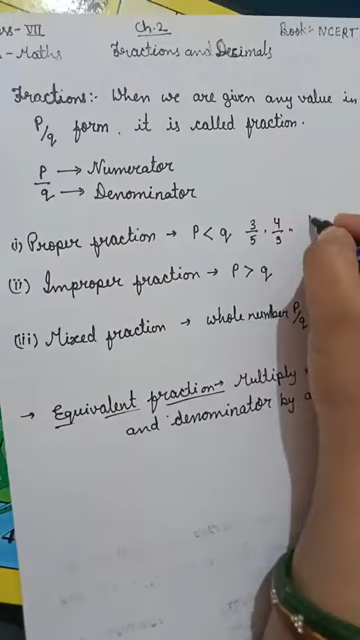 ss- VII Ch.2 Book:- NCERT
- Maths Fractions and Decimals
Fractions:- When we are given any value in
P/q form. it is called fraction.
P → Numerator
q → Denominator
i) Proper fraction → P < q 3/5, 4/9,
(ii) Improper fraction → P > q
(iii) Mixed fraction → whole number P/q
→ Equivalent fraction → Multiply
and denominator by a